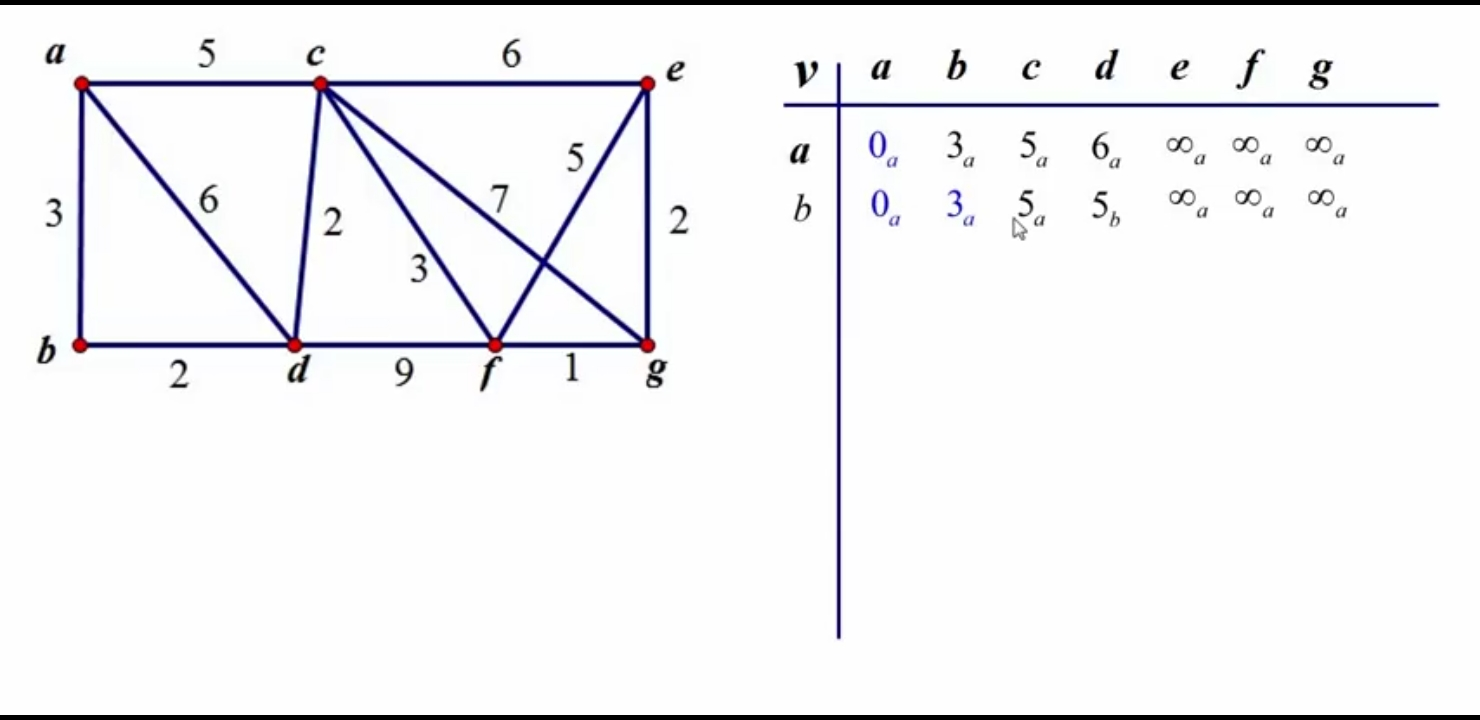 a 5 c 6 e
5
3 6 2 7 2
3
b 2 d 9 f 1 g
v a b c d e f g
a 0a 3a 5a 6a ∞a ∞a ∞a
b 0a 3a 5a 5b ∞a ∞a ∞a